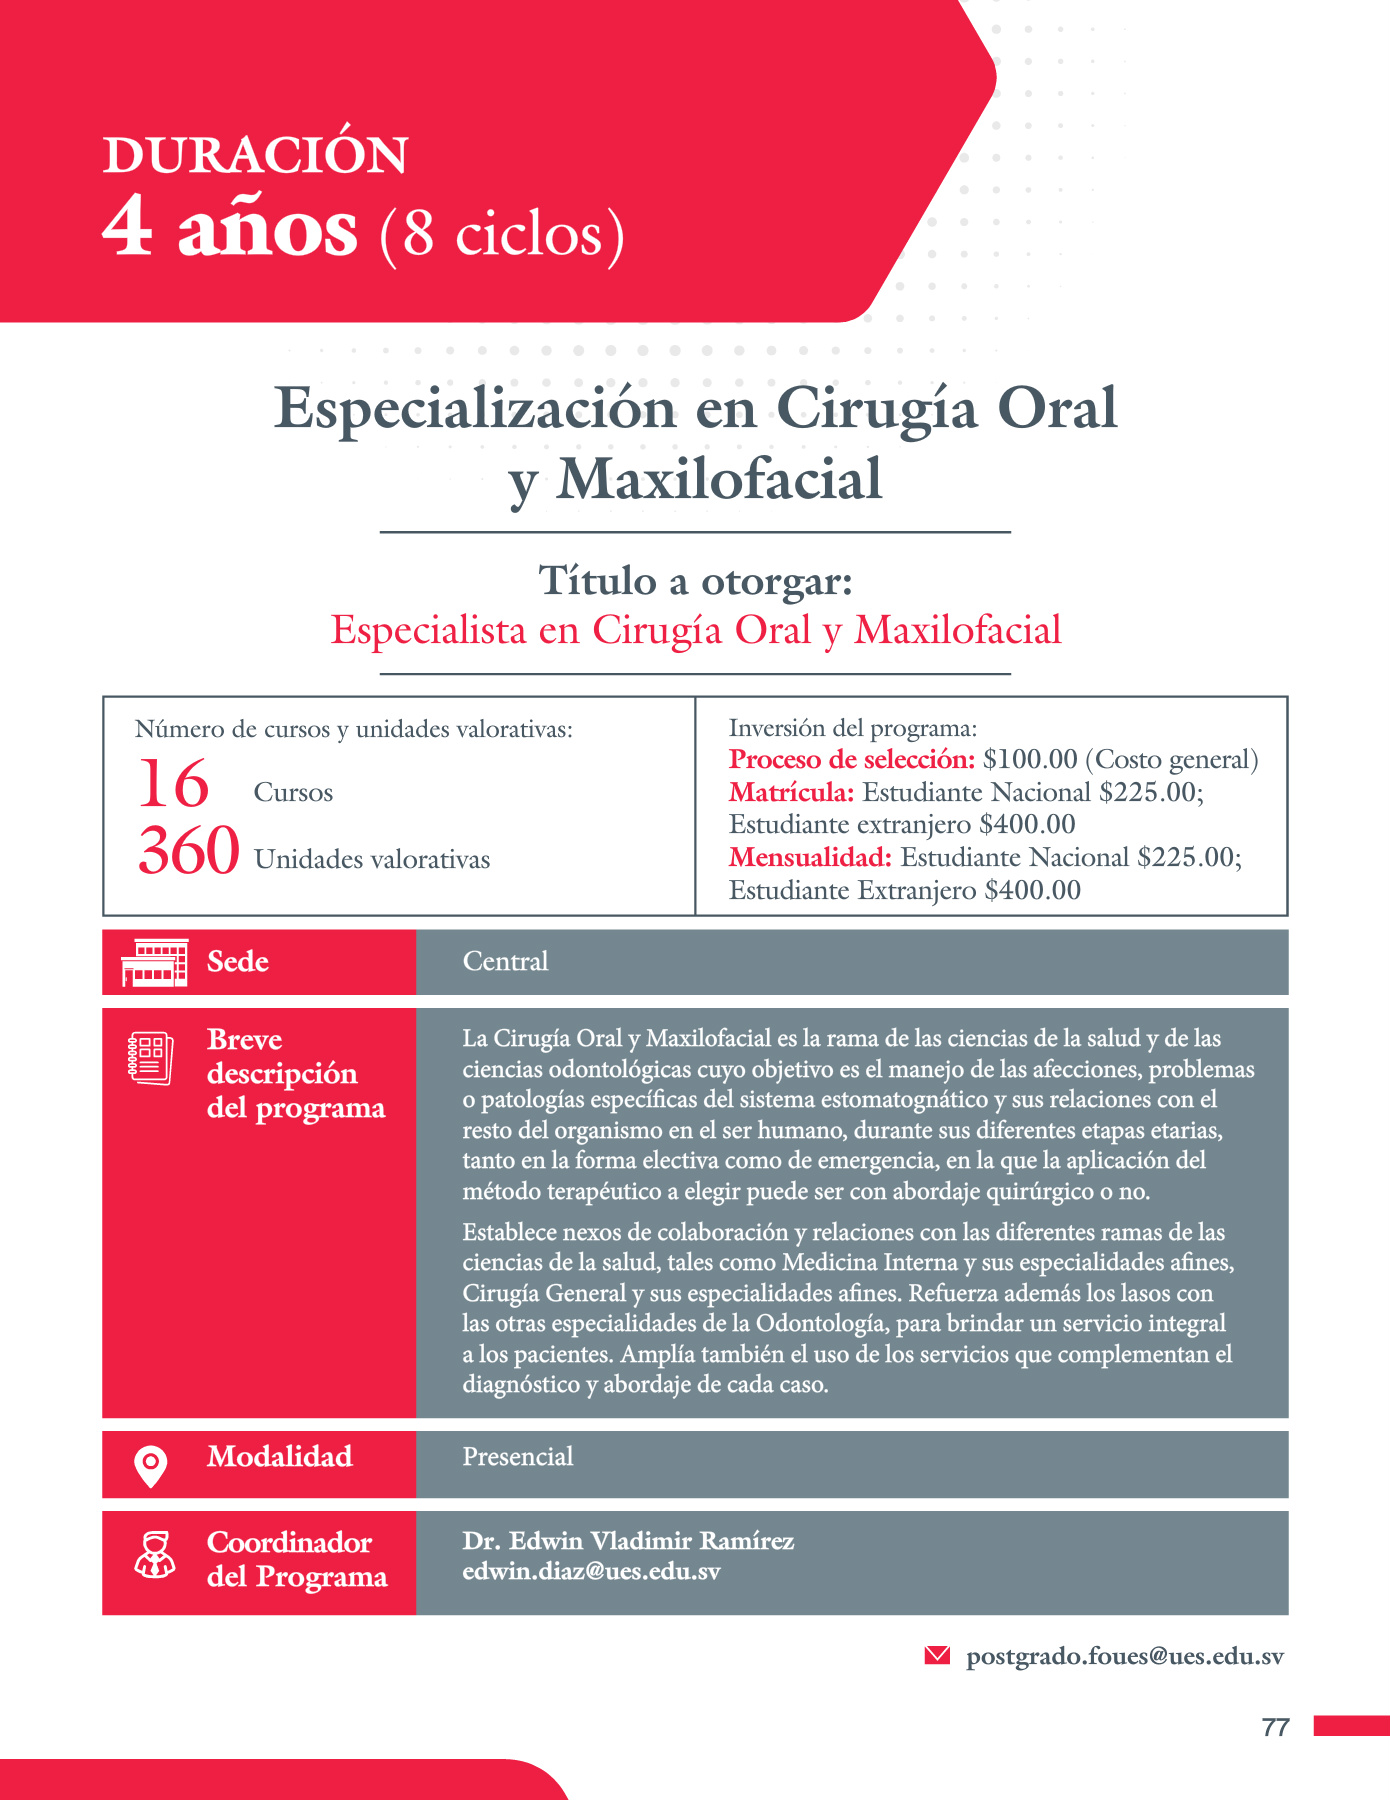 DURACIÓN
4 años (8 ciclos)
Especialización en Cirugía Oral
y Maxilofacial
Título a otorgar:
Especialista en Cirugía Oral y Maxilofacial
Número de cursos y unidades valorativas:
16 Cursos
360 Unidades valorativas
Inversión del programa:
Proceso de selección: $100.00 (Costo general)
Matrícula: Estudiante Nacional $225.00;
Estudiante extranjero $400.00
Mensualidad: Estudiante Nacional $225.00;
Estudiante Extranjero $400.00
Sede
Central
Breve
descripción
del programa
La Cirugía Oral y Maxilofacial es la rama de las ciencias de la salud y de las
ciencias odontológicas cuyo objetivo es el manejo de las afecciones, problemas
o patologías específicas del sistema estomatognático y sus relaciones con el
resto del organismo en el ser humano, durante sus diferentes etapas etarias,
tanto en la forma electiva como de emergencia, en la que la aplicación del
método terapéutico a elegir puede ser con abordaje quirúrgico o no.
Establece nexos de colaboración y relaciones con las diferentes ramas de las
ciencias de la salud, tales como Medicina Interna y sus especialidades afines,
Cirugía General y sus especialidades afines. Refuerza además los lasos con
las otras especialidades de la Odontología, para brindar un servicio integral
a los pacientes. Amplía también el uso de los servicios que complementan el
diagnóstico y abordaje de cada caso.
Modalidad
Presencial
Coordinador
del Programa
Dr. Edwin Vladimir Ramírez
edwin.diaz@ues.edu.sv
postgrado.foues@ues.edu.sv
77